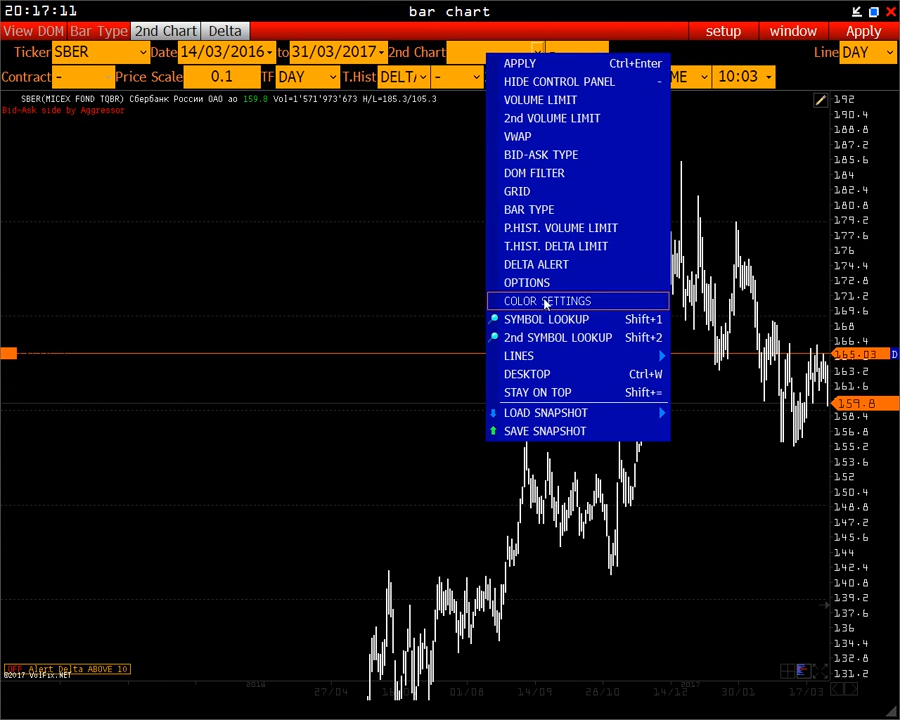 20:17:11 bar chart
View DOM Bar Type 2nd Chart Delta setup window Apply
Ticker SBER Date 14/03/2016 to 31/03/2017 2nd Chart - Line DAY
Contract - Price Scale 0.1 TF DAY T.Hist DELT - 10:03
SBER(MICEX FOND TQBR) Сбербанк России ОАО ао 159.8 Vol=1'571'973'673 H/L=185.3/105.3
Bid-Ask side by Aggressor
APPLY Ctrl+Enter
HIDE CONTROL PANEL -
VOLUME LIMIT
2nd VOLUME LIMIT
VWAP
BID-ASK TYPE
DOM FILTER
GRID
BAR TYPE
P.HIST. VOLUME LIMIT
T.HIST. DELTA LIMIT
DELTA ALERT
OPTIONS
COLOR SETTINGS
SYMBOL LOOKUP Shift+1
2nd SYMBOL LOOKUP Shift+2
LINES
DESKTOP Ctrl+W
STAY ON TOP Shift+=
LOAD SNAPSHOT
SAVE SNAPSHOT
192
190.4
188.8
187.2
185.6
184
182.4
180.8
179.2
177.6
176
174.4
172.8
171.2
169.6
168
166.4
165.03 D
163.2
161.6
159.8
158.4
156.8
155.2
153.6
152
150.4
148.8
147.2
145.6
144
142.4
140.8
139.2
137.6
136
134.4
132.8
131.2
OFF Alert Delta ABOVE 10
©2017 VolFix.NET
2016 27/04 01/08 14/09 26/10 14/12 2017 30/01 17/03